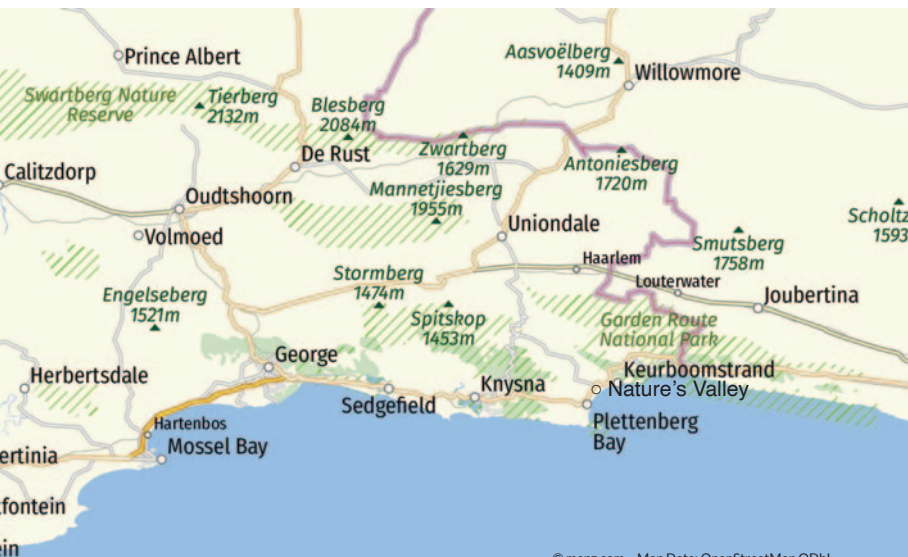 Prince Albert
Aasvoëlberg
1409m
Willowmore
Swartberg Nature
Reserve
Tierberg
2132m
Blesberg
2084m
Zwartberg
1629m
De Rust
Antoniesberg
1720m
Calitzdorp
Mannetjiesberg
1955m
Oudtshoorn
Volmoed
Uniondale
Scholtz
1593
Smutsberg
1758m
Haarlem
Louterwater
Stormberg
1474m
Engelseberg
1521m
Joubertina
Spitskop
1453m
Garden Route
National Park
George
Keurboomstrand
Herbertsdale
Knysna
Nature's Valley
Sedgefield
Plettenberg
Bay
Hartenbos
Mossel Bay
ertinia
fontein
ein